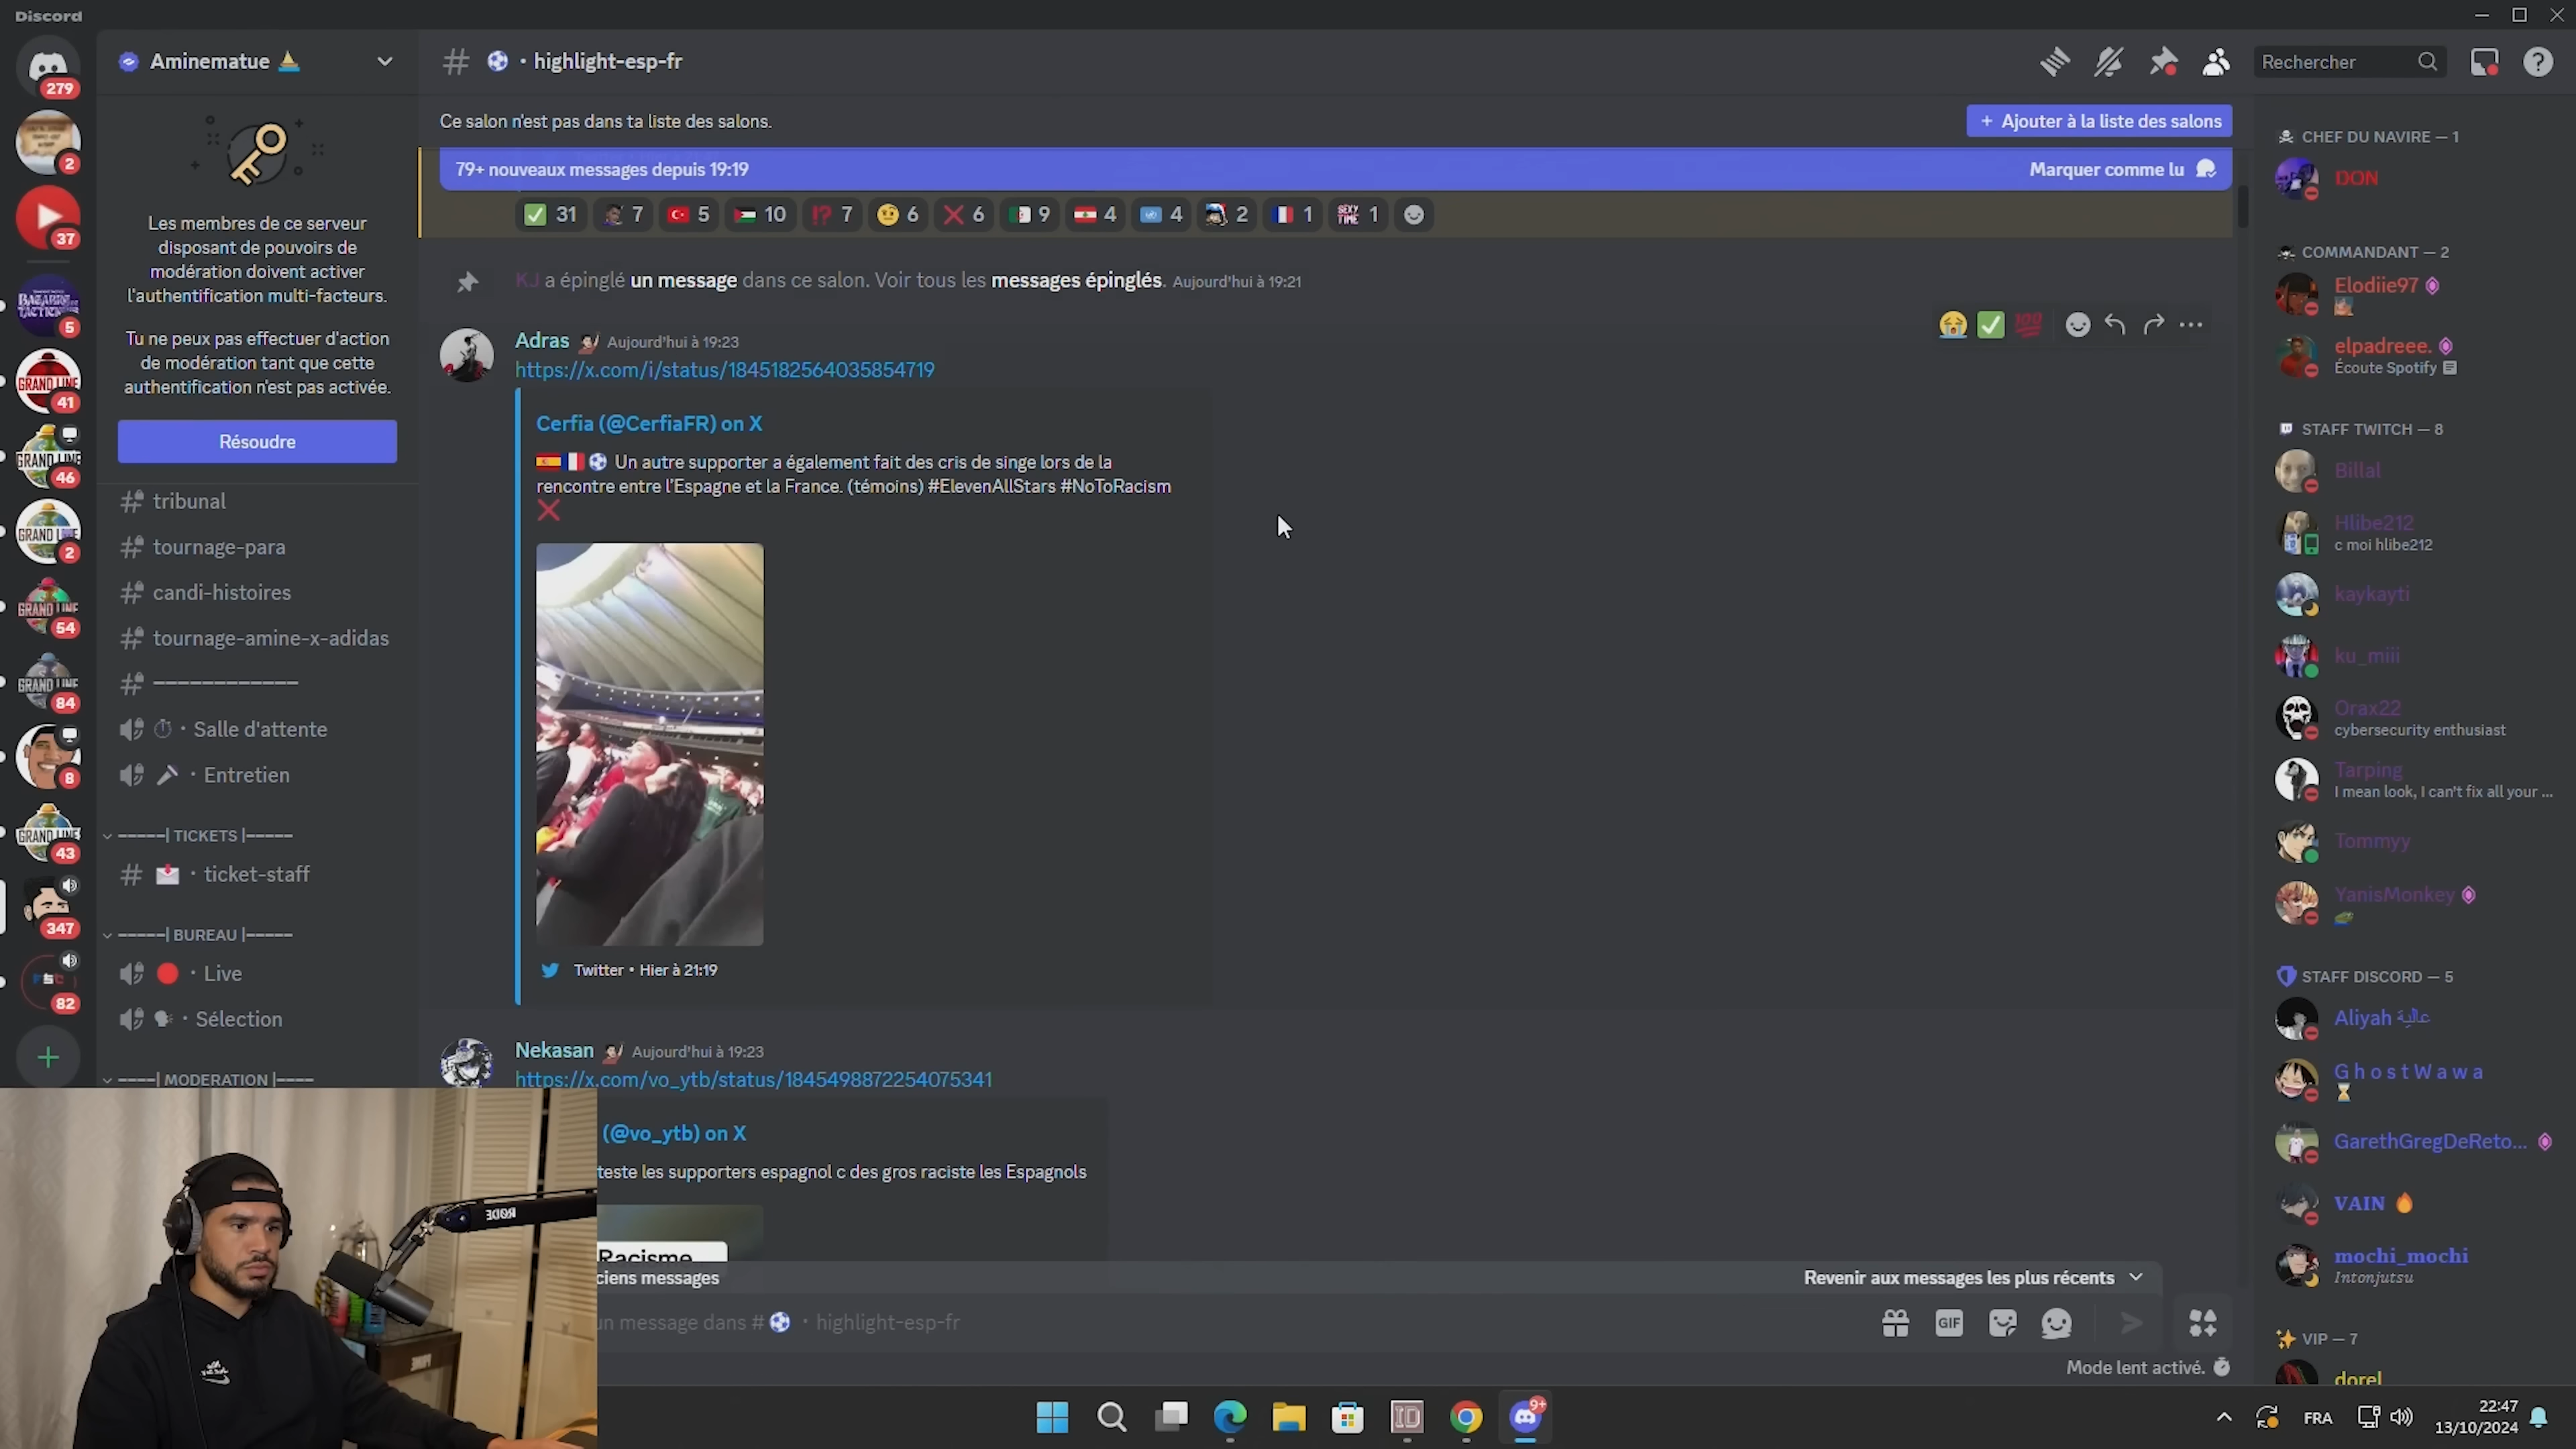 Discord
279
2
37
5
41
46
2
54
84
8
43
347
82
Aminematue
Les membres de ce serveur
disposant de pouvoirs de
modération doivent activer
l'authentification multi-facteurs.
Tu ne peux pas effectuer d'action
de modération tant que cette
authentification n'est pas activée.
Résoudre
tribunal
tournage-para
candi-histoires
tournage-amine-x-adidas
Salle d'attente
Entretien
-----| TICKETS |-----
ticket-staff
-----| BUREAU |-----
Live
Sélection
----| MODERATION |----
# ⚽ · highlight-esp-fr
Rechercher
Ce salon n'est pas dans ta liste des salons.
+ Ajouter à la liste des salons
79+ nouveaux messages depuis 19:19
Marquer comme lu
31 7 5 10 7 6 6 9 4 4 2 1 1
KJ a épinglé un message dans ce salon. Voir tous les messages épinglés. Aujourd'hui à 19:21
Adras Aujourd'hui à 19:23
https://x.com/i/status/1845182564035854719
Cerfia (@CerfiaFR) on X
🇪🇸🇫🇷⚽ Un autre supporter a également fait des cris de singe lors de la
rencontre entre l'Espagne et la France. (témoins) #ElevenAllStars #NoToRacism
❌
Twitter • Hier à 21:19
Nekasan Aujourd'hui à 19:23
https://x.com/vo_ytb/status/1845498872254075341
(@vo_ytb) on X
teste les supporters espagnol c des gros raciste les Espagnols
Racisme
ciens messages
Revenir aux messages les plus récents
un message dans # ⚽ · highlight-esp-fr
GIF
Mode lent activé.
CHEF DU NAVIRE — 1
DON
COMMANDANT — 2
Elodiie97
elpadreee.
Écoute Spotify
STAFF TWITCH — 8
Billal
Hlibe212
c moi hlibe212
kaykayti
ku_miii
Orax22
cybersecurity enthusiast
Tarping
I mean look, I can't fix all your ...
Tommyy
YanisMonkey
STAFF DISCORD — 5
Aliyah عالية
G h o s t W a w a
GarethGregDeReto...
VAIN 🔥
mochi_mochi
Intonjutsu
VIP — 7
dorel
RØDE
9+
FRA
22:47
13/10/2024